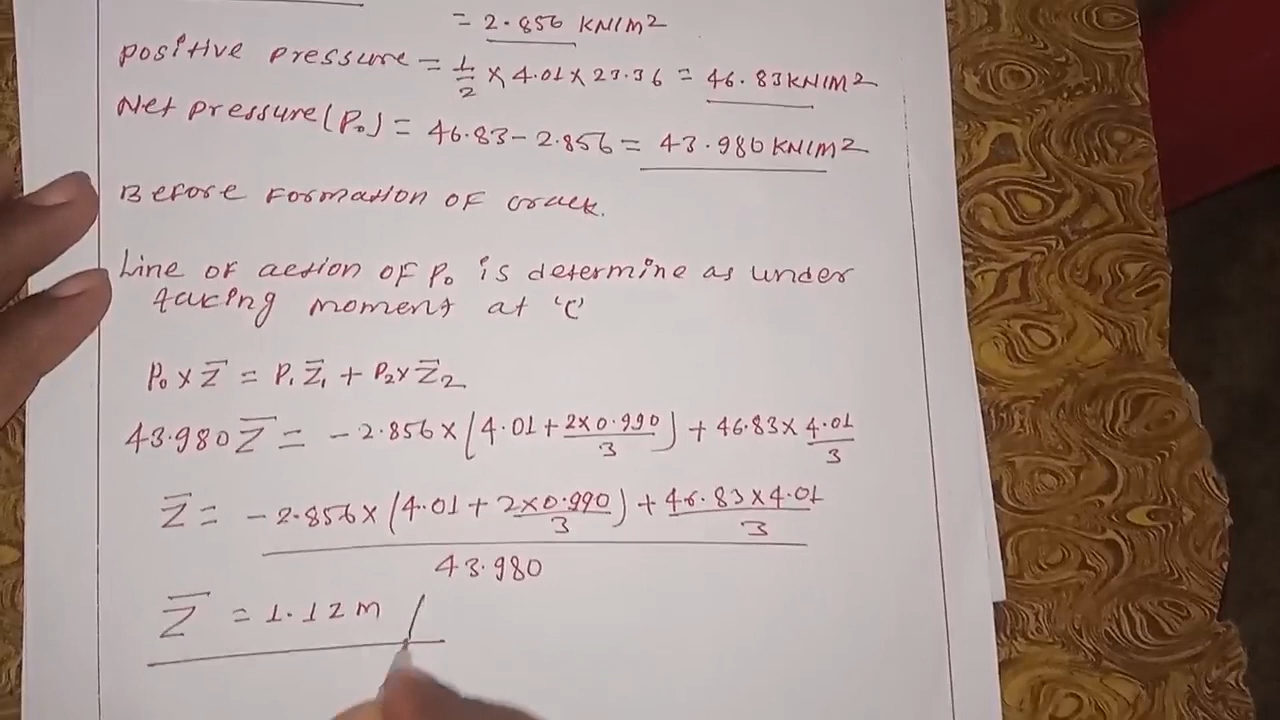 = 2.856 KN/M2
positive pressure = 1/2 × 4.01 × 23.36 = 46.83 KN/M2
Net pressure (P0) = 46.83 - 2.856 = 43.980 KN/M2
Before Formation OF crack.
Line OF action OF P0 is determine as under
taking moment at 'C'
P0 × Z̅ = P1 Z̅1 + P2 × Z̅2
43.980 Z̅ = - 2.856 × (4.01 + 2×0.990/3) + 46.83 × 4.01/3
Z̅ = - 2.856 × (4.01 + 2×0.990/3) + 46.83×4.01/3
43.980
Z̅ = 1.12 m /